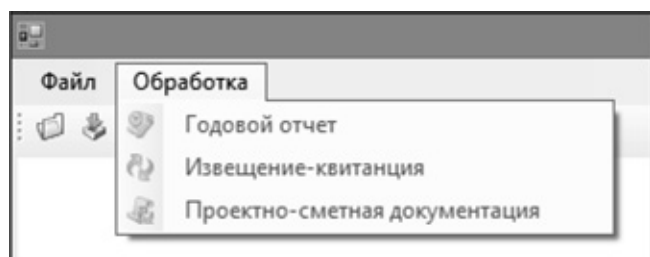 Файл Обработка
Годовой отчет
Извещение-квитанция
Проектно-сметная документация